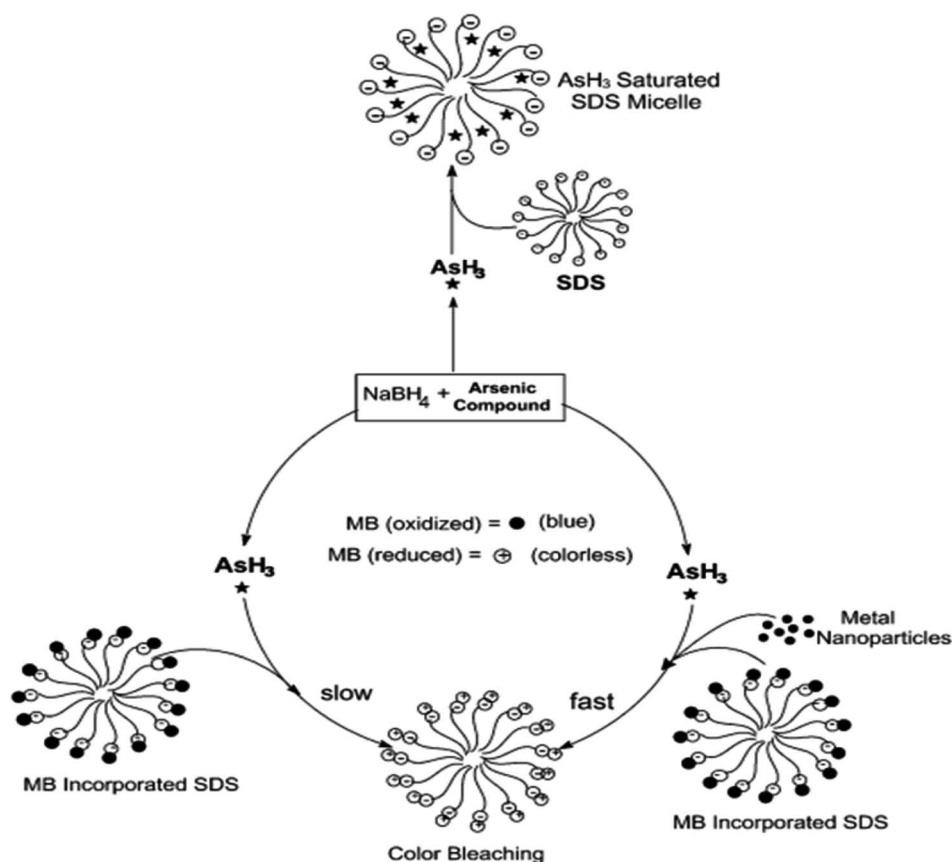 AsH₃ Saturated
SDS Micelle
SDS
AsH₃
NaBH₄ + Arsenic
Compound
MB (oxidized) = (blue)
MB (reduced) = (colorless)
AsH₃
AsH₃
Metal
Nanoparticles
slow
fast
MB Incorporated SDS
MB Incorporated SDS
Color Bleaching